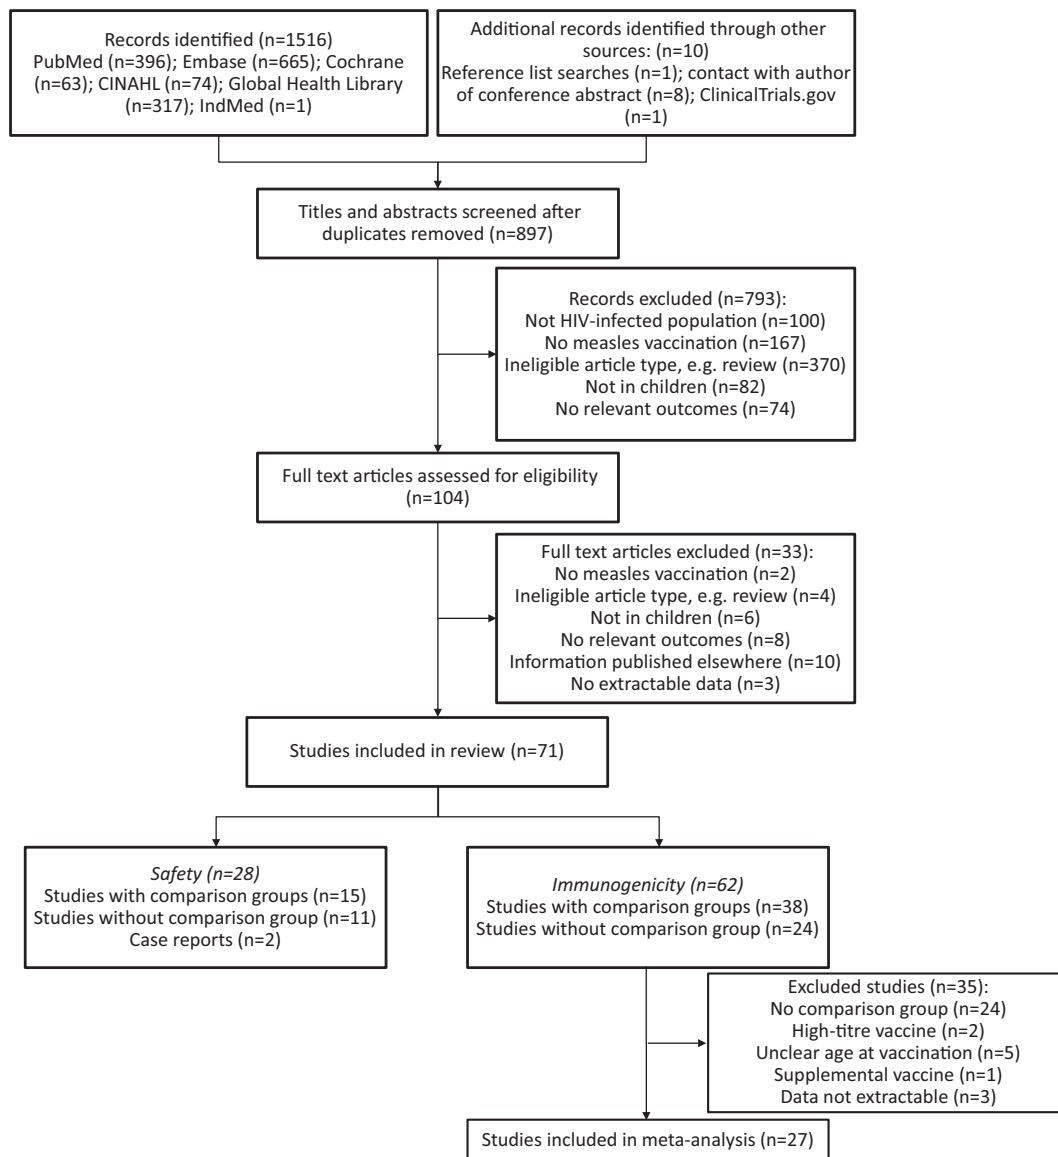 Records identified (n=1516)
PubMed (n=396); Embase (n=665); Cochrane
(n=63); CINAHL (n=74); Global Health Library
(n=317); IndMed (n=1)
Additional records identified through other
sources: (n=10)
Reference list searches (n=1); contact with author
of conference abstract (n=8); ClinicalTrials.gov
(n=1)
Titles and abstracts screened after
duplicates removed (n=897)
Records excluded (n=793):
Not HIV-infected population (n=100)
No measles vaccination (n=167)
Ineligible article type, e.g. review (n=370)
Not in children (n=82)
No relevant outcomes (n=74)
Full text articles assessed for eligibility
(n=104)
Full text articles excluded (n=33):
No measles vaccination (n=2)
Ineligible article type, e.g. review (n=4)
Not in children (n=6)
No relevant outcomes (n=8)
Information published elsewhere (n=10)
No extractable data (n=3)
Studies included in review (n=71)
Safety (n=28)
Studies with comparison groups (n=15)
Studies without comparison group (n=11)
Case reports (n=2)
Immunogenicity (n=62)
Studies with comparison groups (n=38)
Studies without comparison group (n=24)
Excluded studies (n=35):
No comparison group (n=24)
High-titre vaccine (n=2)
Unclear age at vaccination (n=5)
Supplemental vaccine (n=1)
Data not extractable (n=3)
Studies included in meta-analysis (n=27)